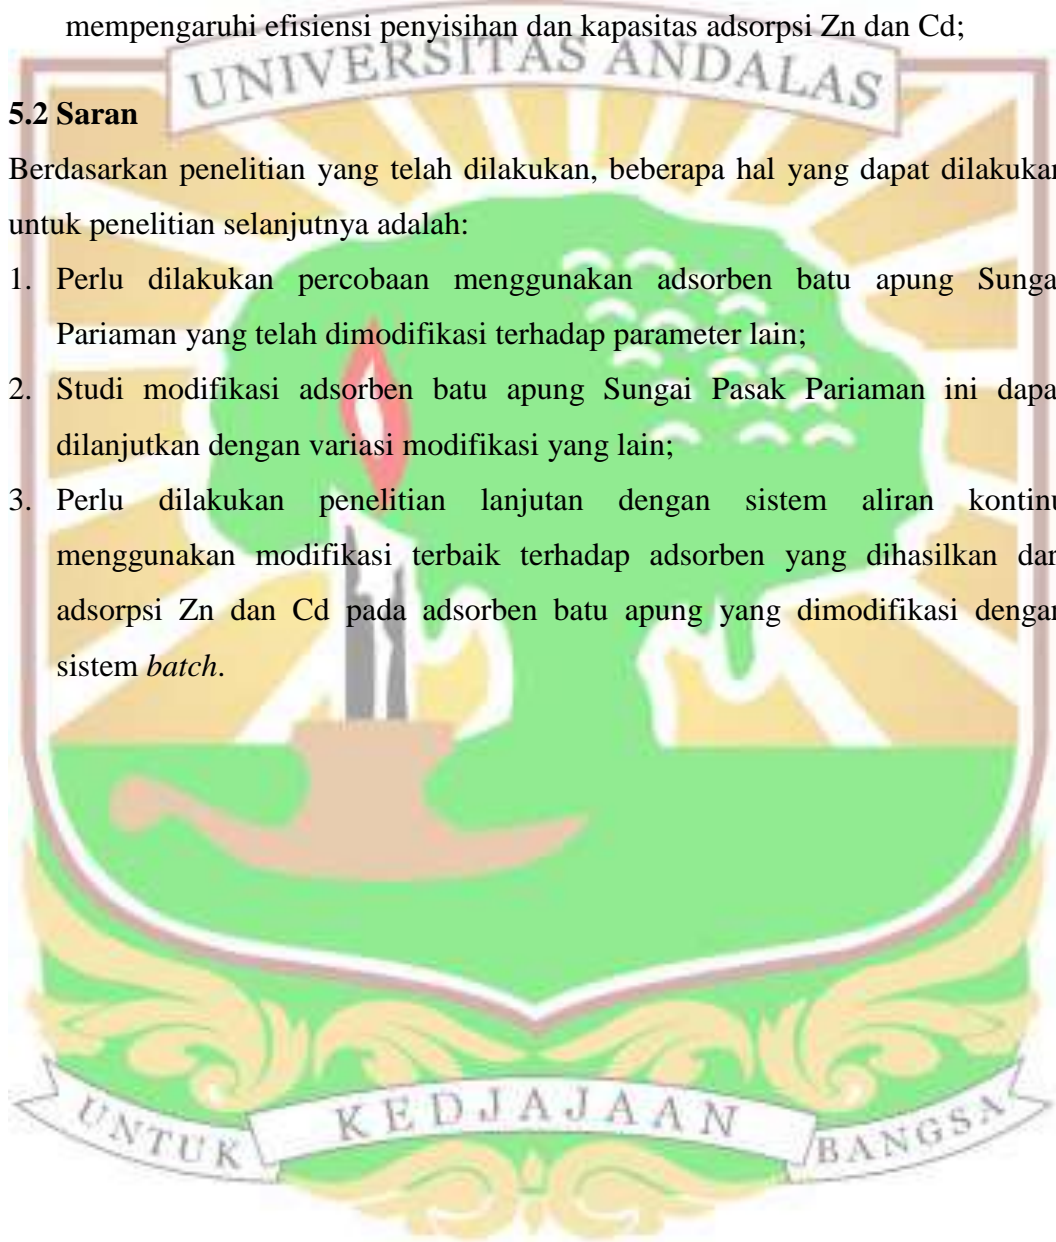 mempengaruhi efisiensi penyisihan dan kapasitas adsorpsi Zn dan Cd;
UNIVERSITAS ANDALAS
5.2 Saran
Berdasarkan penelitian yang telah dilakukan, beberapa hal yang dapat dilakukan
untuk penelitian selanjutnya adalah:
1. Perlu dilakukan percobaan menggunakan adsorben batu apung Sunga
Pariaman yang telah dimodifikasi terhadap parameter lain;
2. Studi modifikasi adsorben batu apung Sungai Pasak Pariaman ini dapa
dilanjutkan dengan variasi modifikasi yang lain;
3. Perlu dilakukan penelitian lanjutan dengan sistem aliran kontinu
menggunakan modifikasi terbaik terhadap adsorben yang dihasilkan dar
adsorpsi Zn dan Cd pada adsorben batu apung yang dimodifikasi dengan
sistem batch.
UNTUK KEDJAJAAN BANGSA